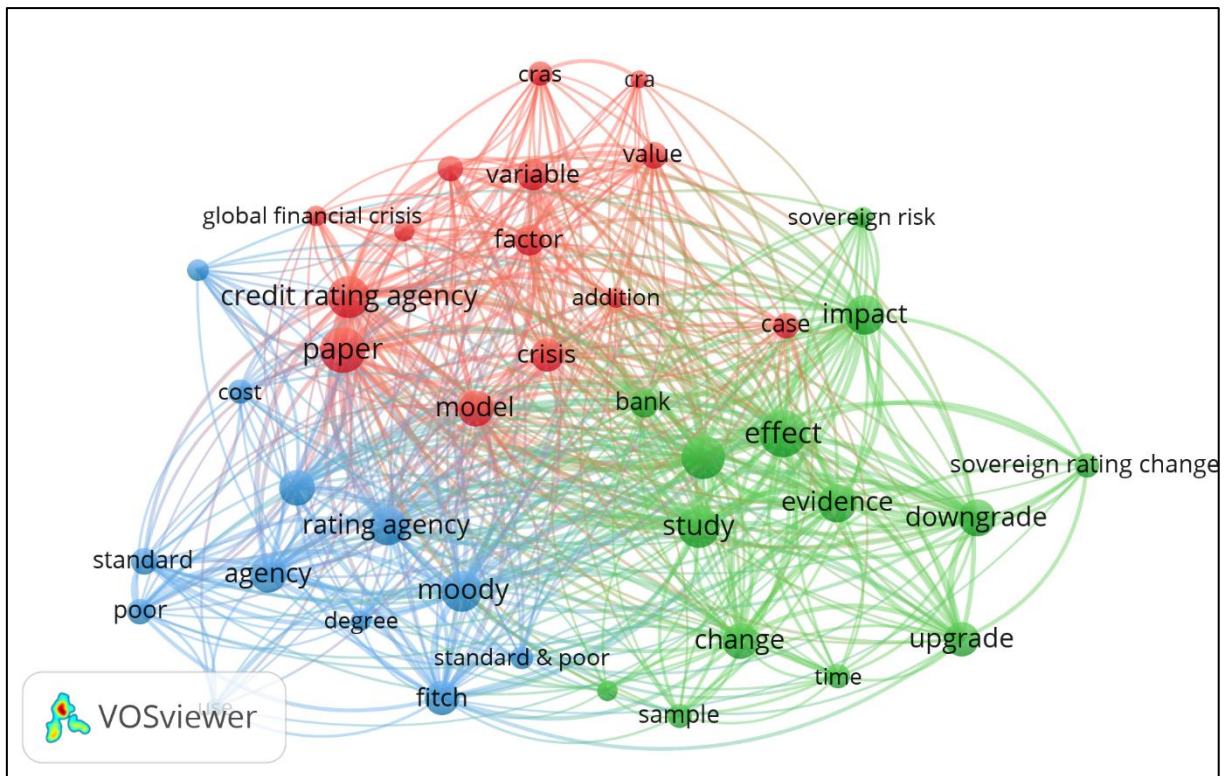 cras
cra
value
variable
global financial crisis
sovereign risk
factor
credit rating agency
addition
impact
case
paper
crisis
cost
bank
model
effect
sovereign rating change
evidence
downgrade
rating agency
study
standard
agency
moody
poor
degree
change
upgrade
standard & poor
time
fitch
use
sample
VOSviewer